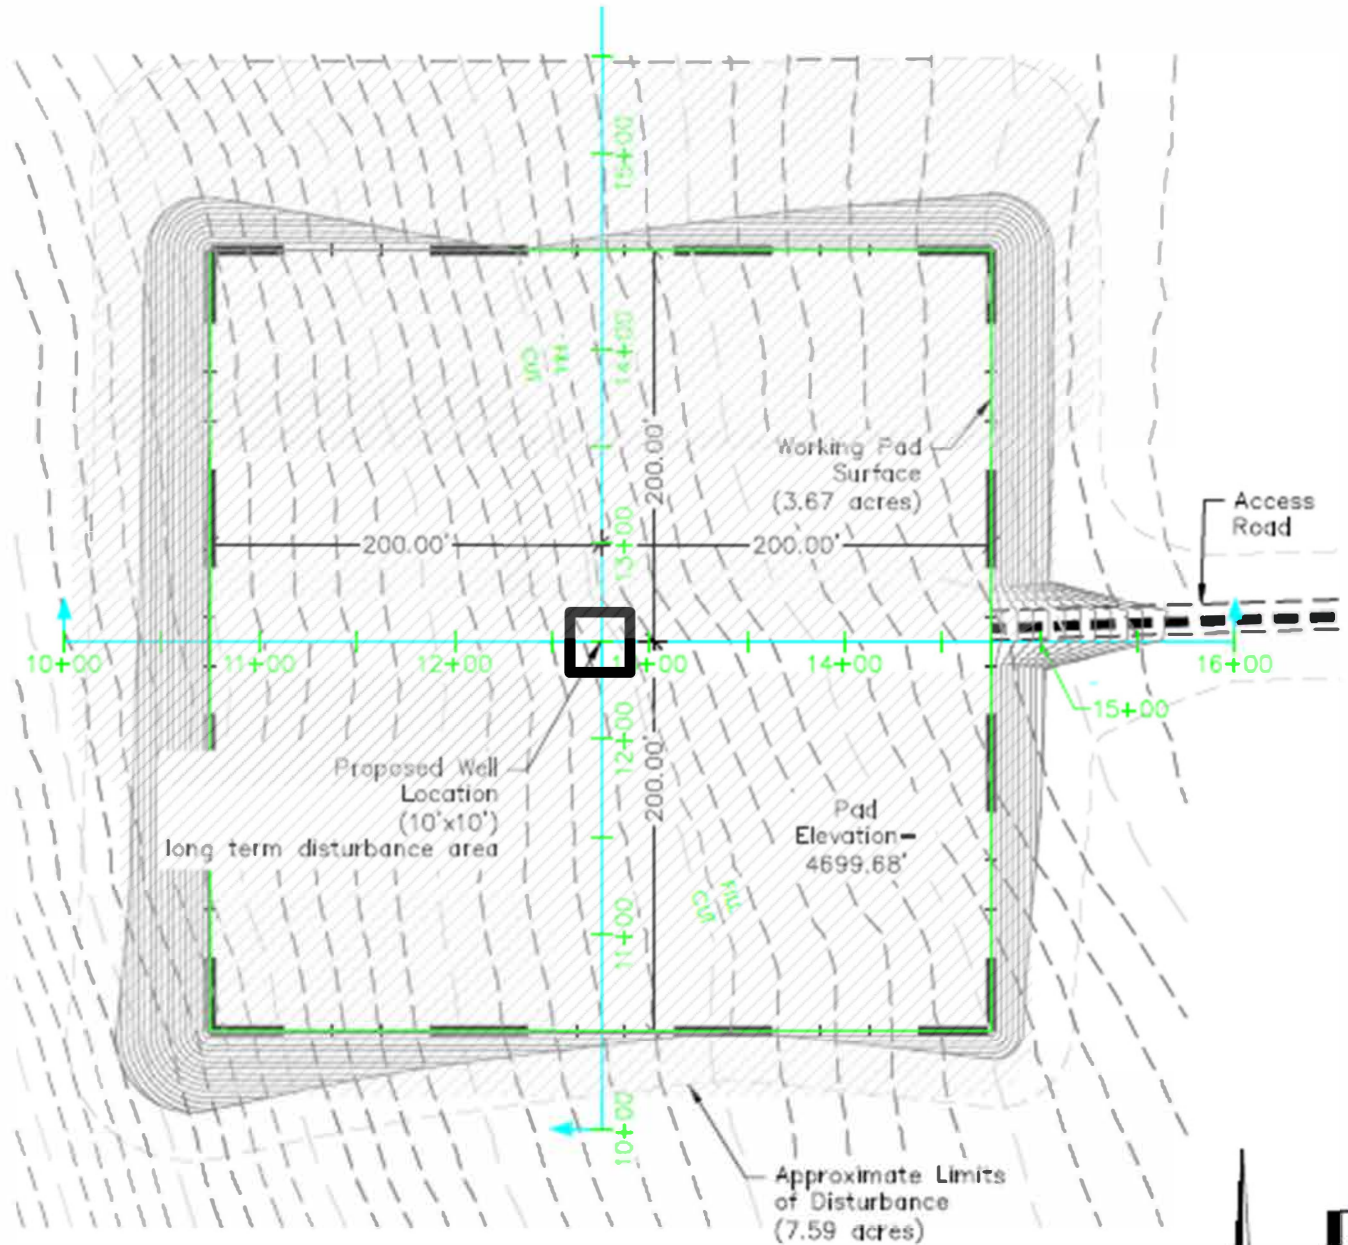 15+00
14+00
FILL
CUT
200.00'
Working Pad
Surface
(3.67 acres)
Access
Road
200.00'
13+00
200.00'
10+00
11+00
12+00
13+00
14+00
16+00
15+00
12+00
Proposed Well
Location
(10'x10')
long term disturbance area
200.00'
Pad
Elevation=
4699.68'
FILL
CUT
11+00
10+00
Approximate Limits
of Disturbance
(7.59 acres)